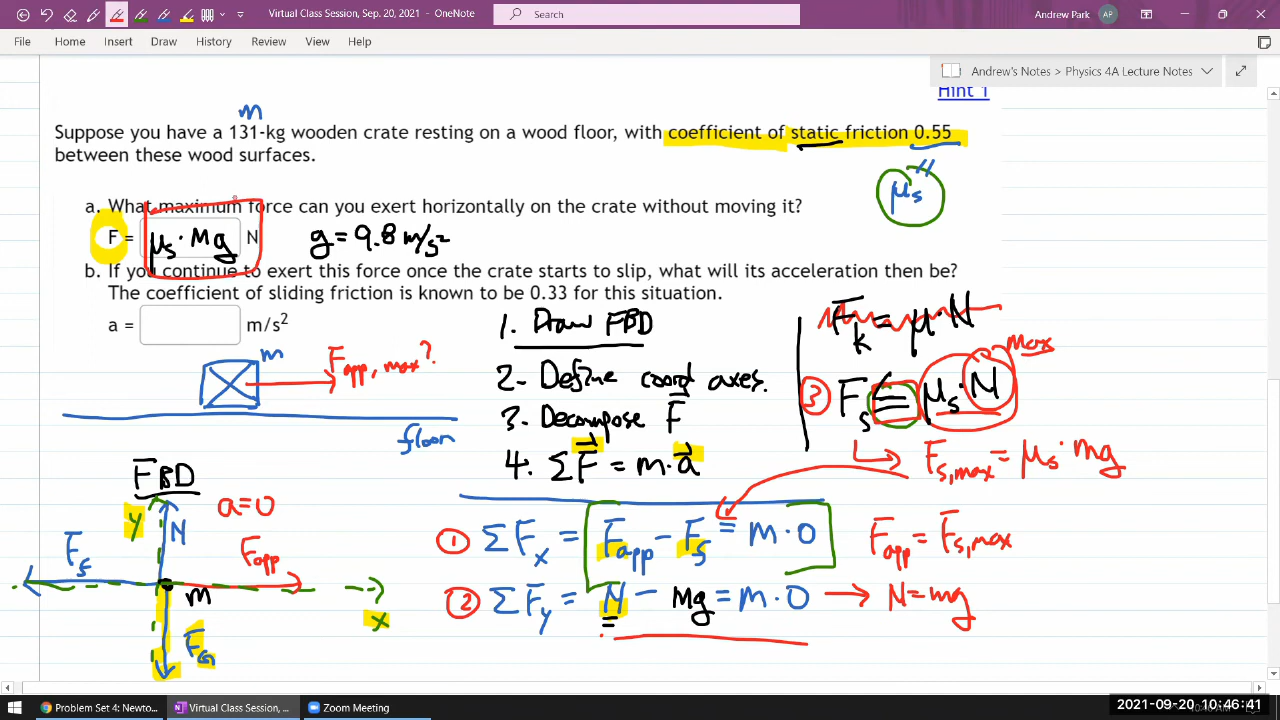 Virtual Class Session, Sep. 20, 2021 - OneNote
Search
Andrew Park
AP
File Home Insert Draw History Review View Help
Andrew's Notes > Physics 4A Lecture Notes
Hint 1
m
Suppose you have a 131-kg wooden crate resting on a wood floor, with coefficient of static friction 0.55
between these wood surfaces.
μs
a. What maximum force can you exert horizontally on the crate without moving it?
F = μs · Mg N g = 9.8 m/s²
b. If you continue to exert this force once the crate starts to slip, what will its acceleration then be?
The coefficient of sliding friction is known to be 0.33 for this situation.
a = m/s²
m
Fapp, max?
floor
1. Draw FBD
2. Define coord axes.
3. Decompose F⃗
4. ΣF⃗ = m·a⃗
Fk = μ·N
max
③ Fs ≤ μs·N
Fs,max = μs·mg
FBD
a=0
y
N
Fs
Fapp
m
x
FG
① ΣFx = Fapp - Fs = m·0
Fapp = Fs,max
② ΣFy = N - Mg = m·0 → N=mg
Problem Set 4: Newto...
Virtual Class Session, ...
Zoom Meeting
2021-09-20 10:46:41